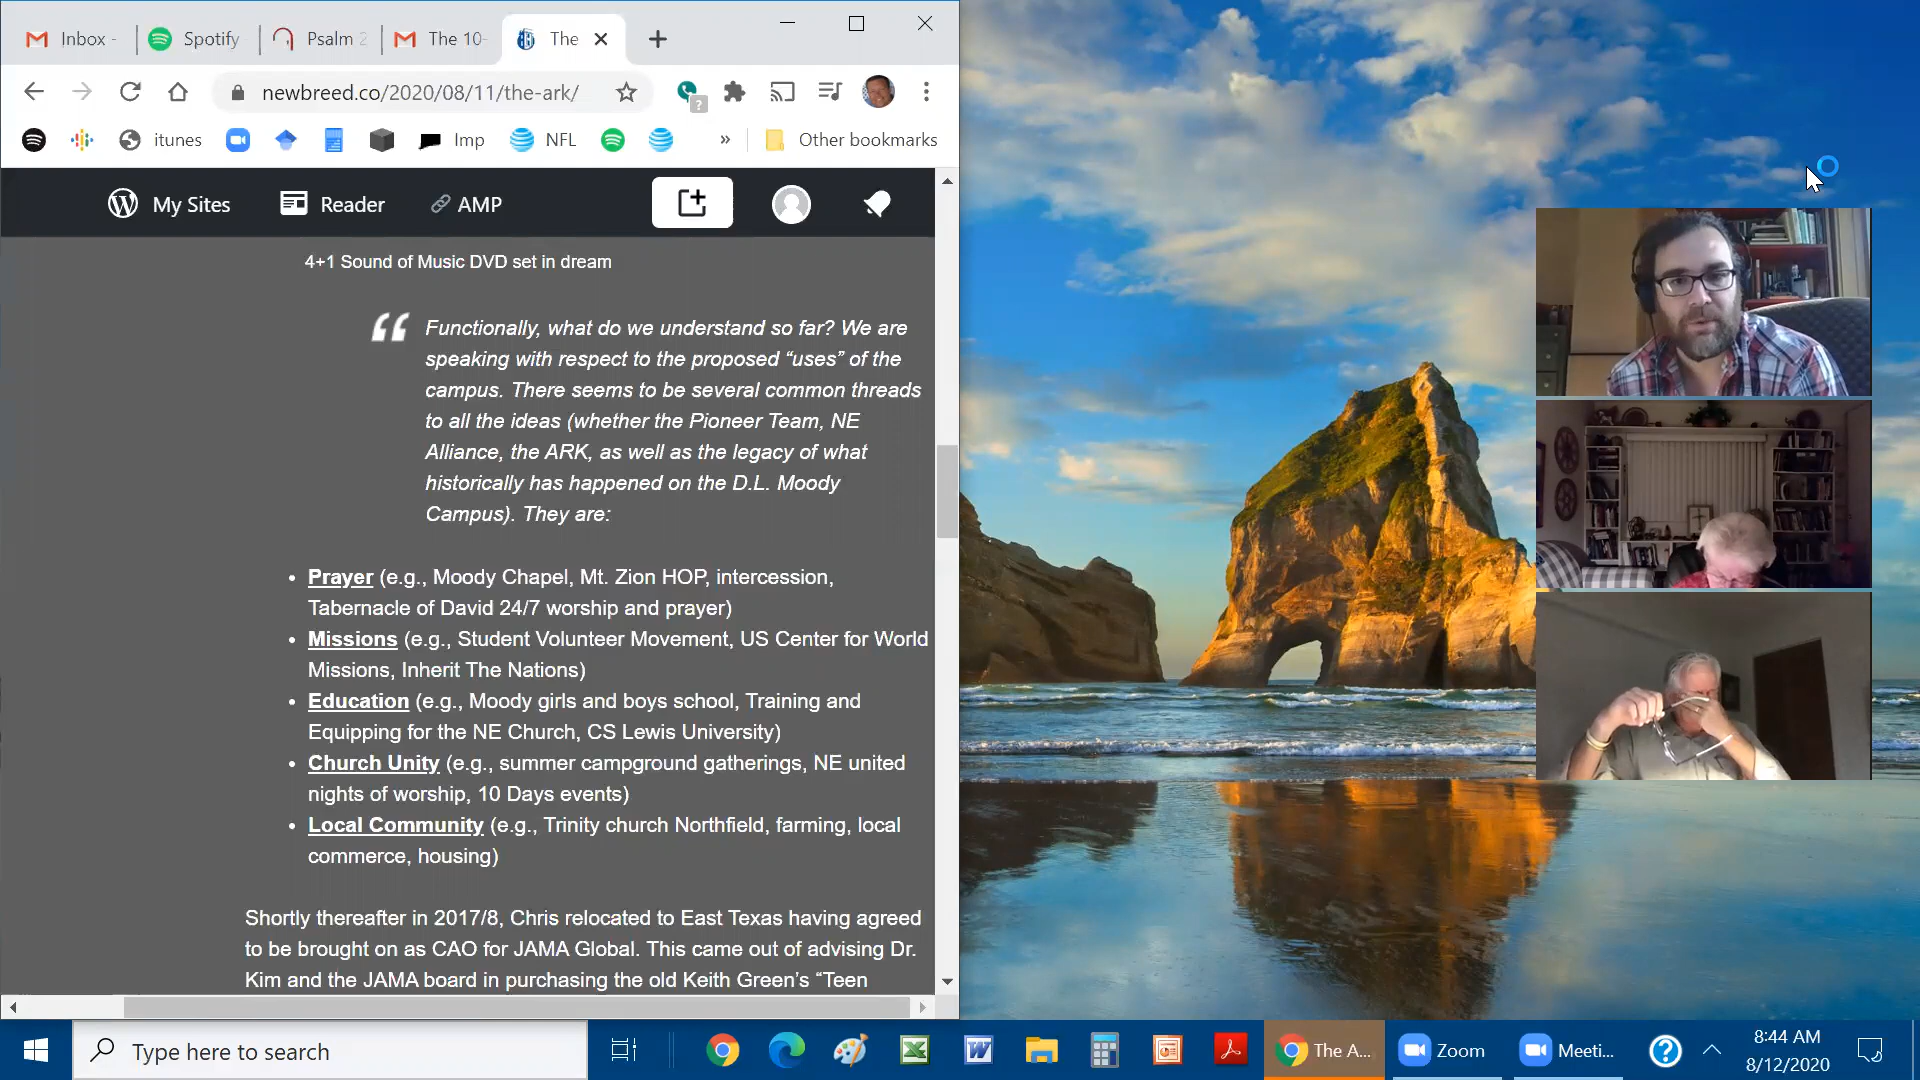 Inbox -
Spotify
Psalm 2
The 10-
The
newbreed.co/2020/08/11/the-ark/
?
itunes
Imp
NFL
»
Other bookmarks
My Sites
Reader
AMP
4+1 Sound of Music DVD set in dream
“ Functionally, what do we understand so far? We are
speaking with respect to the proposed “uses” of the
campus. There seems to be several common threads
to all the ideas (whether the Pioneer Team, NE
Alliance, the ARK, as well as the legacy of what
historically has happened on the D.L. Moody
Campus). They are:
• Prayer (e.g., Moody Chapel, Mt. Zion HOP, intercession,
Tabernacle of David 24/7 worship and prayer)
• Missions (e.g., Student Volunteer Movement, US Center for World
Missions, Inherit The Nations)
• Education (e.g., Moody girls and boys school, Training and
Equipping for the NE Church, CS Lewis University)
• Church Unity (e.g., summer campground gatherings, NE united
nights of worship, 10 Days events)
• Local Community (e.g., Trinity church Northfield, farming, local
commerce, housing)
Shortly thereafter in 2017/8, Chris relocated to East Texas having agreed
to be brought on as CAO for JAMA Global. This came out of advising Dr.
Kim and the JAMA board in purchasing the old Keith Green’s “Teen
Type here to search
The A...
Zoom
Meeti...
?
8:44 AM
8/12/2020